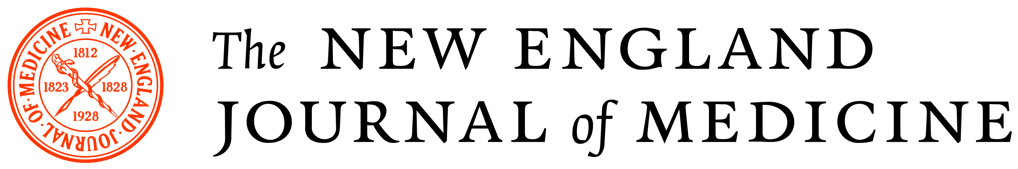 NEW · ENGLAND · JOURNAL · OF · MEDICINE
1812
1823 1828
1928
The NEW ENGLAND
JOURNAL of MEDICINE